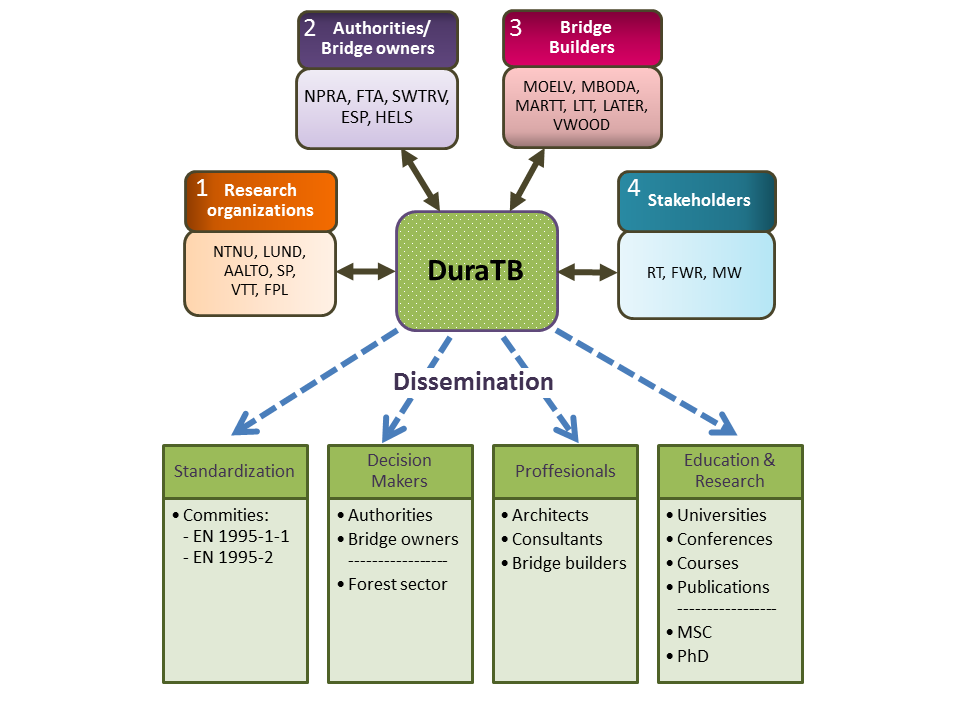 2 Authorities/
Bridge owners
NPRA, FTA, SWTRV,
ESP, HELS
3 Bridge
Builders
MOELV, MBODA,
MARTT, LTT, LATER,
VWOOD
1 Research
organizations
NTNU, LUND,
AALTO, SP,
VTT, FPL
DuraTB
4 Stakeholders
RT, FWR, MW
Dissemination
Standardization
• Commities:
- EN 1995-1-1
- EN 1995-2
Decision
Makers
• Authorities
• Bridge owners
-----------------
• Forest sector
Proffesionals
• Architects
• Consultants
• Bridge builders
Education &
Research
• Universities
• Conferences
• Courses
• Publications
-----------------
• MSC
• PhD